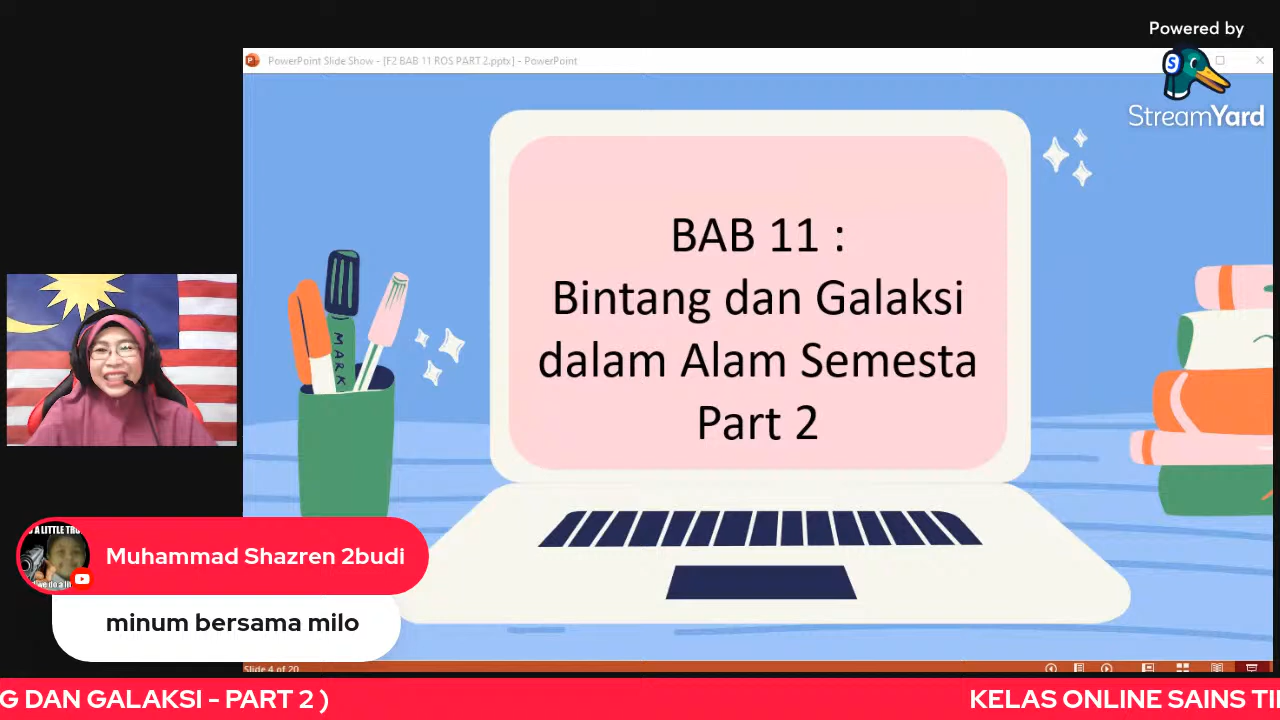 Powered by
StreamYard
PowerPoint Slide Show - [F2 BAB 11 ROS PART 2.pptx] - PowerPoint
BAB 11 :
Bintang dan Galaksi
dalam Alam Semesta
Part 2
MARK
Muhammad Shazren 2budi
minum bersama milo
Slide 4 of 20
G DAN GALAKSI - PART 2 )
KELAS ONLINE SAINS